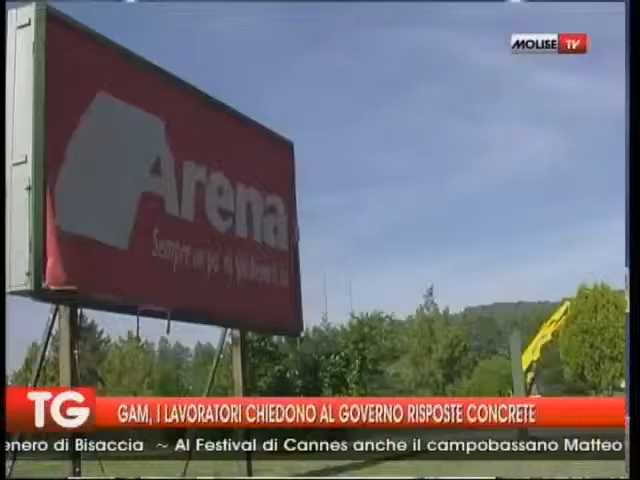 MOLISE TV
Arena
Sempre un po' di
TG
GAM, I LAVORATORI CHIEDONO AL GOVERNO RISPOSTE CONCRETE
enero di Bisaccia ~ Al Festival di Cannes anche il campobassano Matteo